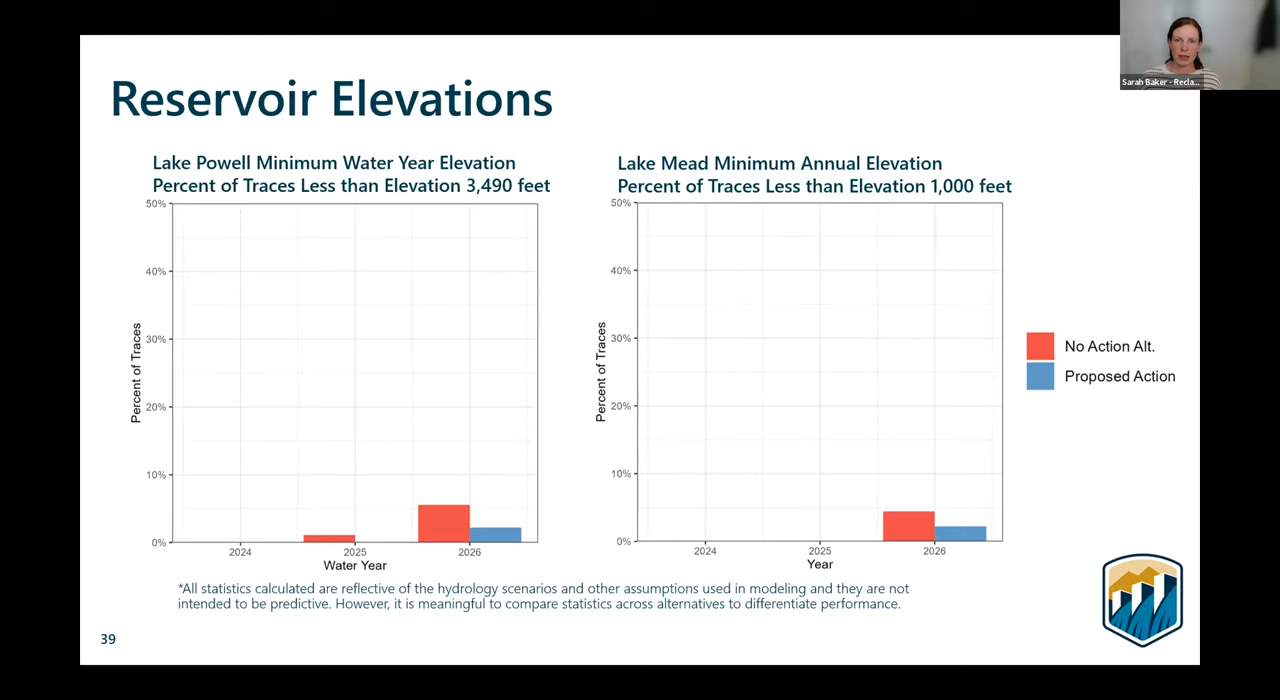 Sarah Baker - Recla...
Reservoir Elevations
Lake Powell Minimum Water Year Elevation
Percent of Traces Less than Elevation 3,490 feet
50%
40%
30%
20%
10%
0%
Percent of Traces
2024
2025
2026
Water Year
Lake Mead Minimum Annual Elevation
Percent of Traces Less than Elevation 1,000 feet
50%
40%
30%
20%
10%
0%
Percent of Traces
2024
2025
2026
Year
No Action Alt.
Proposed Action
*All statistics calculated are reflective of the hydrology scenarios and other assumptions used in modeling and they are not
intended to be predictive. However, it is meaningful to compare statistics across alternatives to differentiate performance.
39